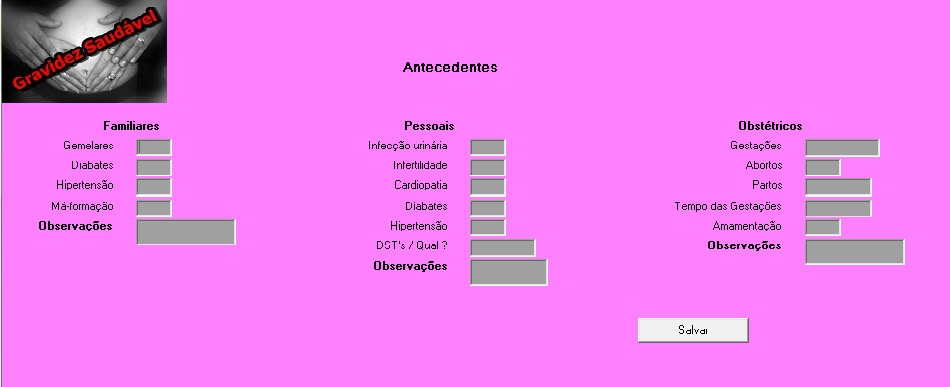 Gravidez Saudável
Antecedentes
Familiares
Gemelares
Diabates
Hipertensão
Má-formação
Observações
Pessoais
Infecção urinária
Infertilidade
Cardiopatia
Diabates
Hipertensão
DST's / Qual ?
Observações
Obstétricos
Gestações
Abortos
Partos
Tempo das Gestações
Amamentação
Observações
Salvar